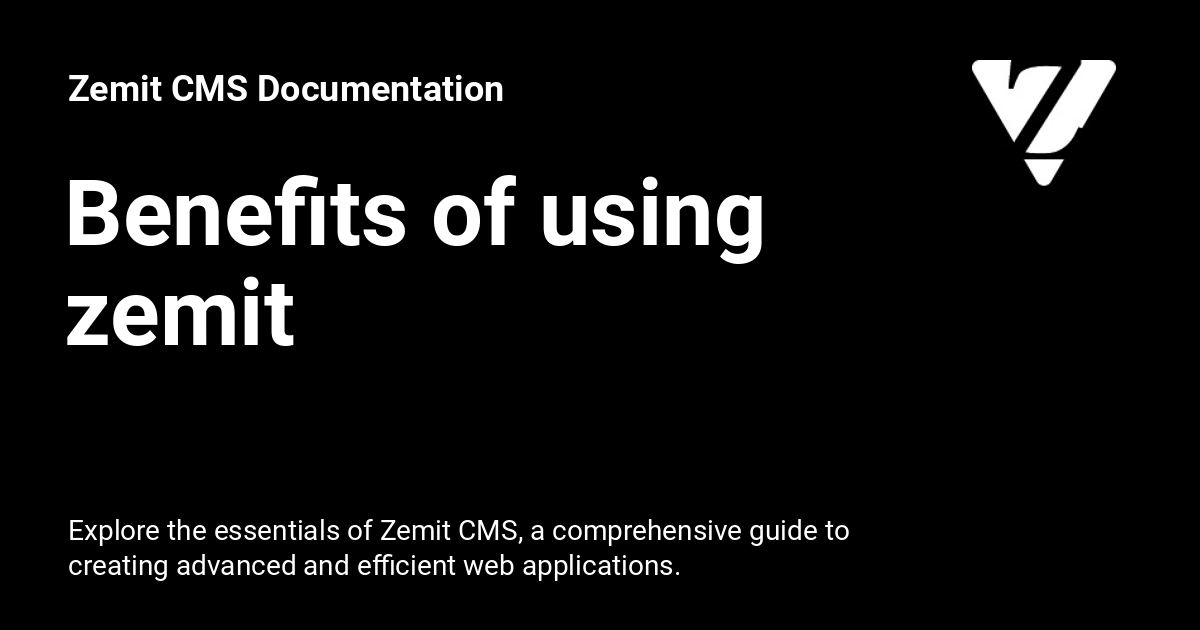 Zemit CMS Documentation
Benefits of using
zemit
Explore the essentials of Zemit CMS, a comprehensive guide to
creating advanced and efficient web applications.